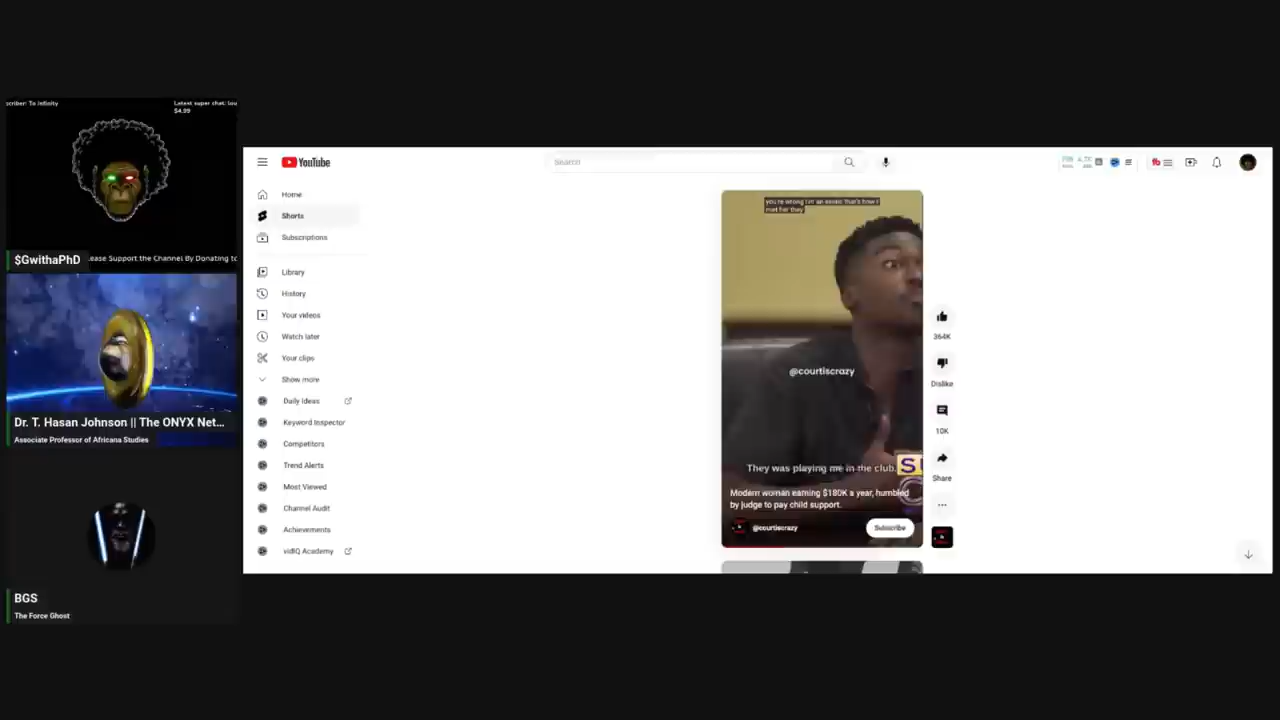 scriber: To Infinity
Latest super chat: lou
$4.99
$GwithaPhD
ease Support the Channel By Donating to
Dr. T. Hasan Johnson || The ONYX Net...
Associate Professor of Africana Studies
BGS
The Force Ghost
YouTube
Search
Home
Shorts
Subscriptions
Library
History
Your videos
Watch later
Your clips
Show more
Daily ideas
Keyword Inspector
Competitors
Trend Alerts
Most Viewed
Channel Audit
Achievements
vidIQ Academy
you're wrong I'm an exotic that's how I
met her they
@courtiscrazy
They was playing me in the club.
Modern woman earning $180K a year, humbled
by judge to pay child support.
@courtiscrazy
Subscribe
364K
Dislike
10K
Share